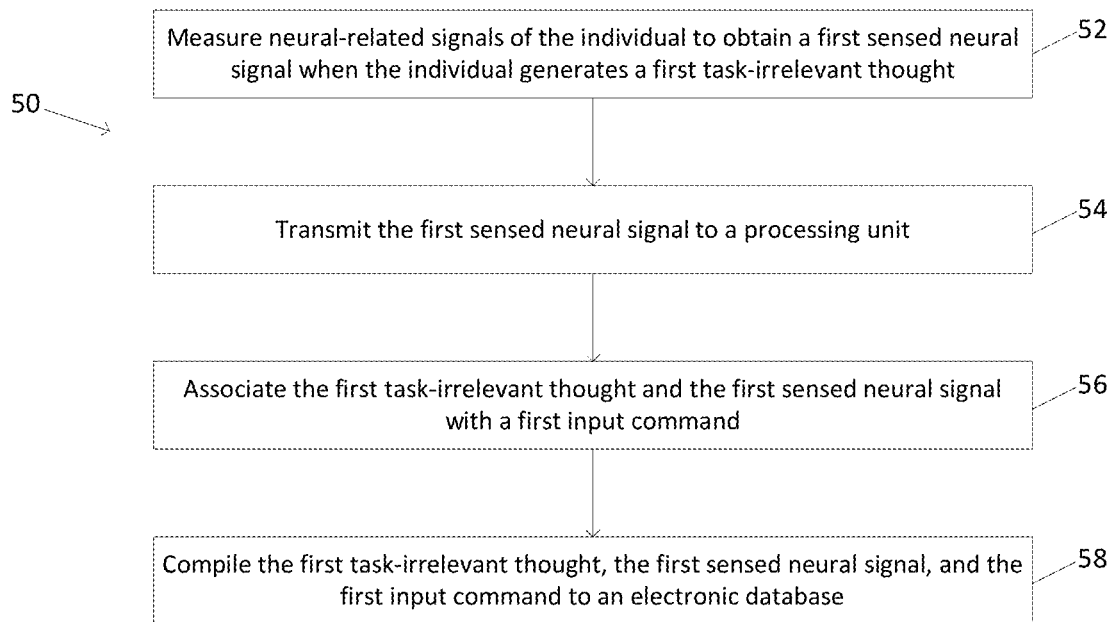 Measure neural-related signals of the individual to obtain a first sensed neural
signal when the individual generates a first task-irrelevant thought
52
50
Transmit the first sensed neural signal to a processing unit
54
Associate the first task-irrelevant thought and the first sensed neural signal
with a first input command
56
Compile the first task-irrelevant thought, the first sensed neural signal, and the
first input command to an electronic database
58